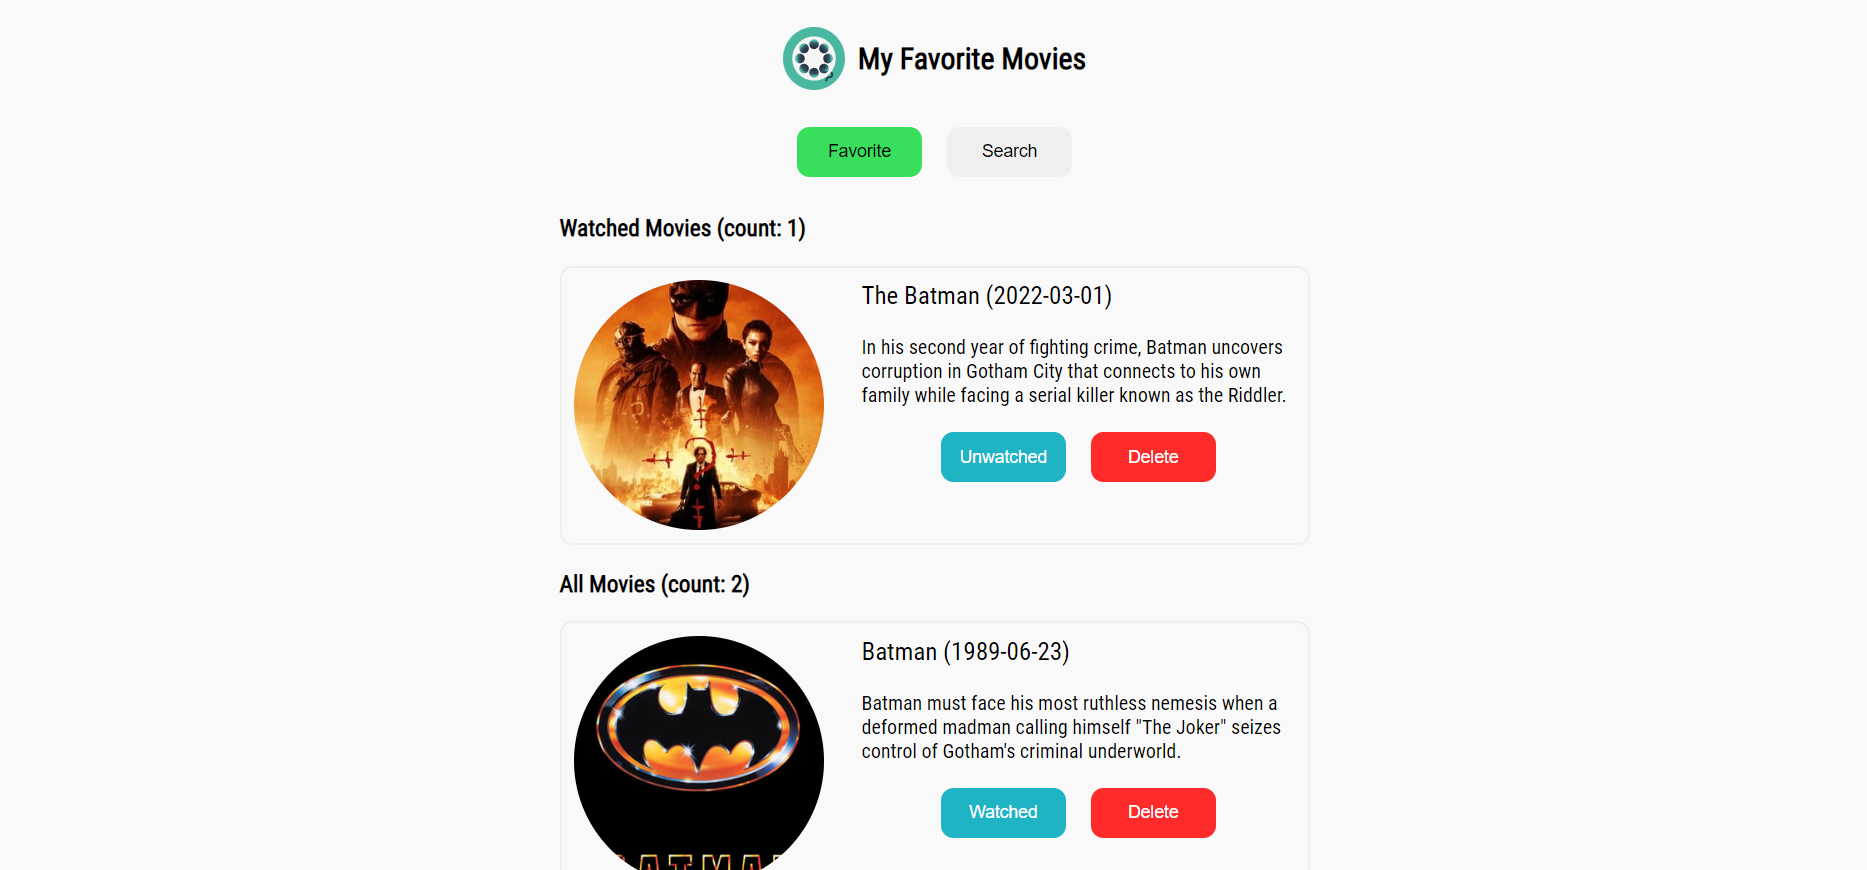 My Favorite Movies
Favorite
Search
Watched Movies (count: 1)
The Batman (2022-03-01)
In his second year of fighting crime, Batman uncovers
corruption in Gotham City that connects to his own
family while facing a serial killer known as the Riddler.
Unwatched
Delete
All Movies (count: 2)
Batman (1989-06-23)
Batman must face his most ruthless nemesis when a
deformed madman calling himself "The Joker" seizes
control of Gotham's criminal underworld.
Watched
Delete
BATMAN